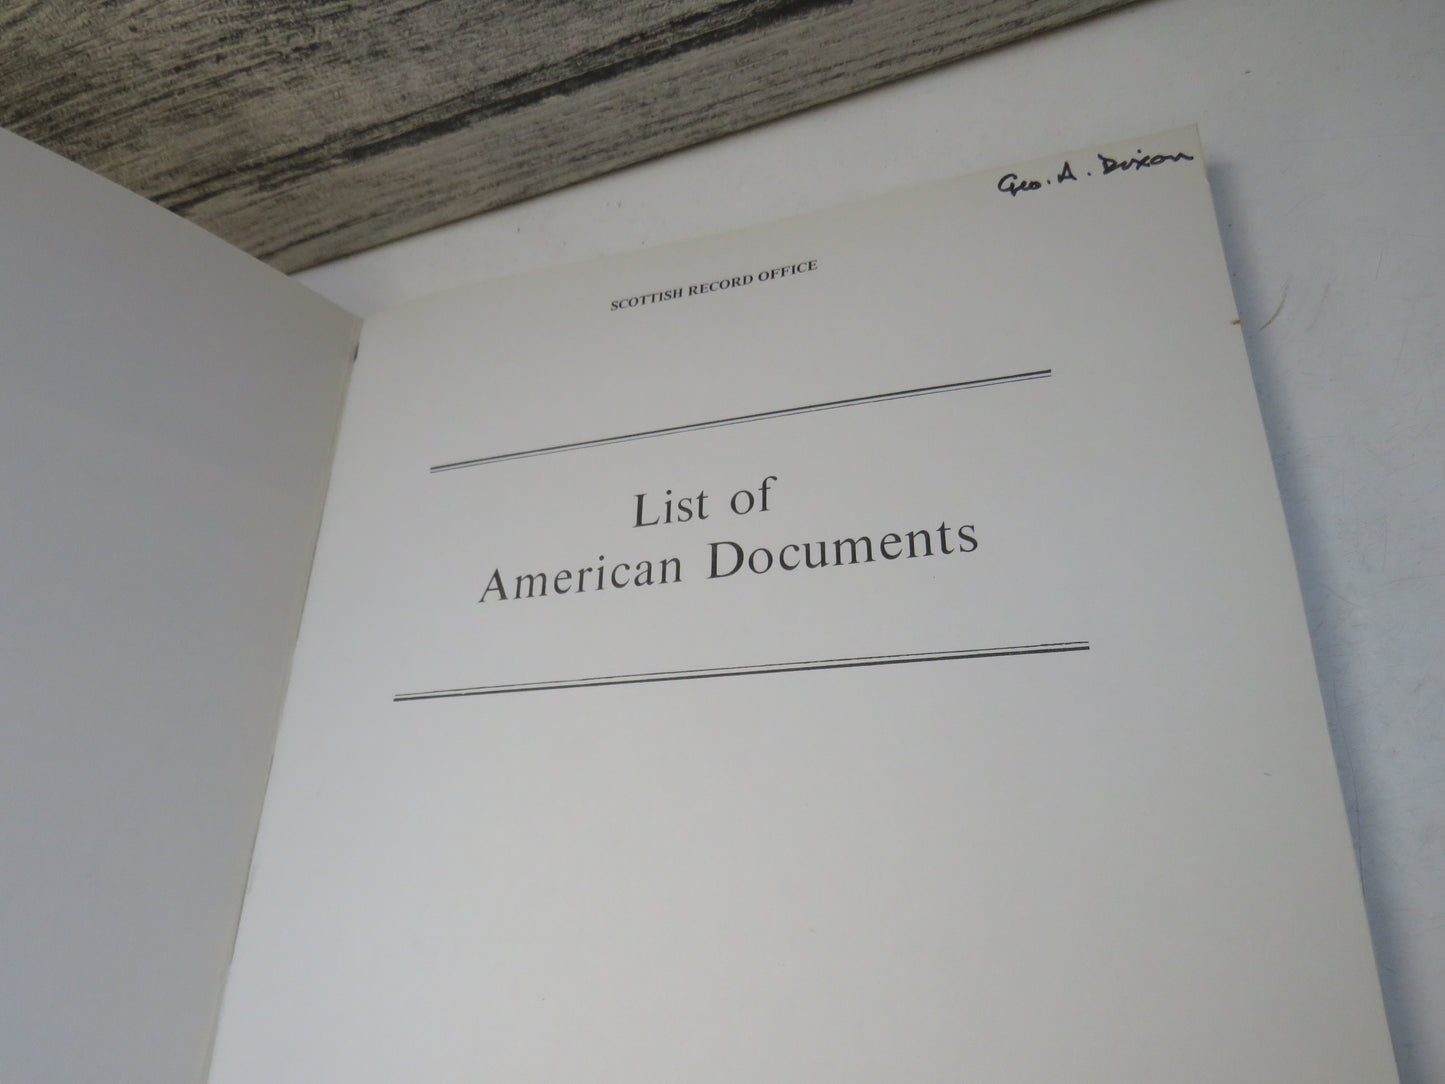 Geo. A. Dixon
SCOTTISH RECORD OFFICE
List of
American Documents